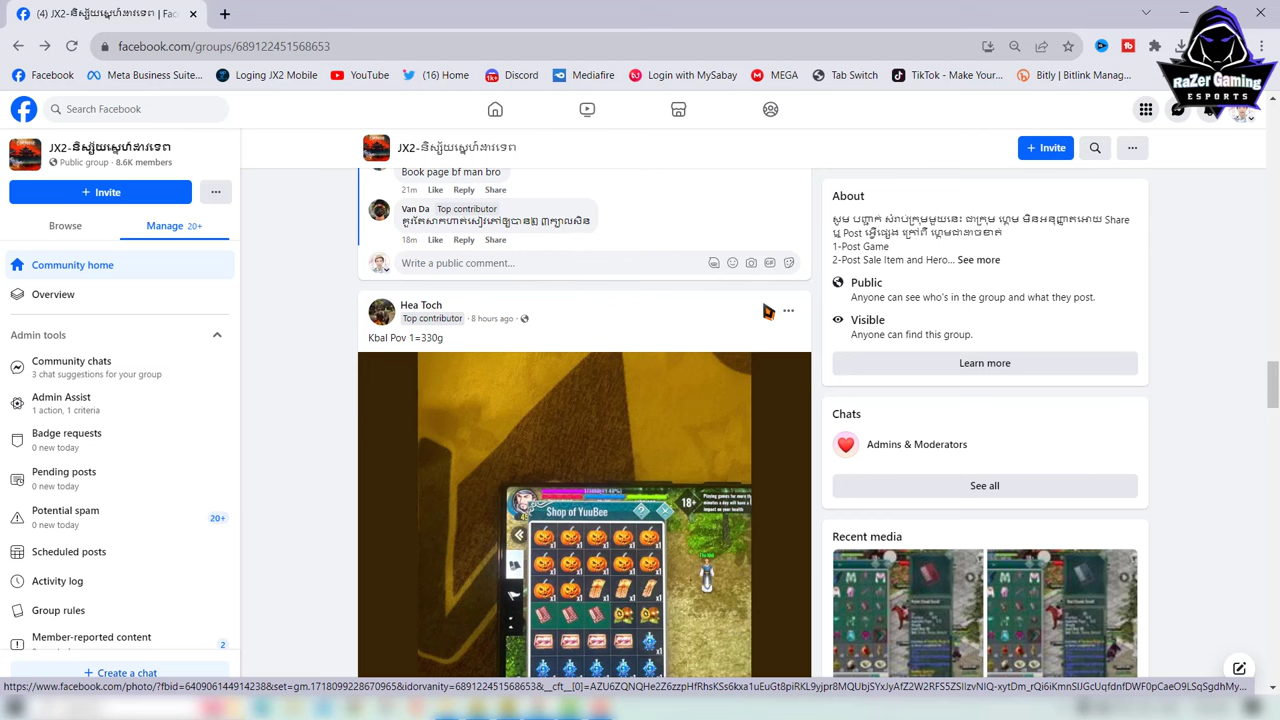 (4) JX2-និស្ស័យស្នេហ៍ដាវទេព | Fac
facebook.com/groups/689122451568653
Facebook
Meta Business Suite...
Loging JX2 Mobile
YouTube
(16) Home
Discord
Mediafire
Login with MySabay
MEGA
Tab Switch
TikTok - Make Your...
Bitly | Bitlink Manag...
RaZer Gaming
ESPORTS
Search Facebook
JX2-និស្ស័យស្នេហ៍ដាវទេព
Public group · 8.6K members
+ Invite
Browse
Manage 20+
Community home
Overview
Admin tools
Community chats
3 chat suggestions for your group
Admin Assist
1 action, 1 criteria
Badge requests
0 new today
Pending posts
0 new today
Potential spam
0 new today
20+
Scheduled posts
Activity log
Group rules
Member-reported content
2
+ Create a chat
JX2-និស្ស័យស្នេហ៍ដាវទេព
+ Invite
Book page bf man bro
21m Like Reply Share
Van Da Top contributor
18m Like Reply Share
Write a public comment...
Hea Toch
Top contributor · 8 hours ago ·
Kbal Pov 1=330g
Shop of YuuBee
18+
About
1-Post Game
2-Post Sale Item and Hero... See more
Public
Anyone can see who's in the group and what they post.
Visible
Anyone can find this group.
Learn more
Chats
Admins & Moderators
See all
Recent media